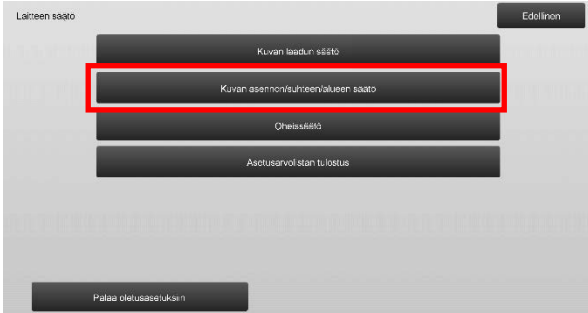 Laitteen säätö
Edellinen
Kuvan laadun säätö
Kuvan asennon/suhteen/alueen säätö
Oheissäätö
Asetusarvolistan tulostus
Palaa oletusasetuksiin